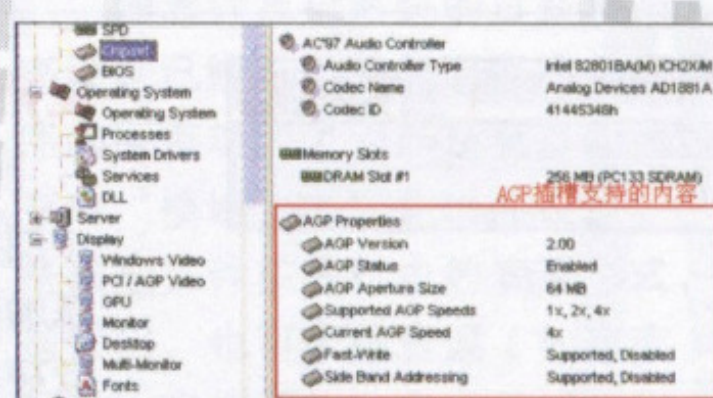 SPD
Chipset
BIOS
Operating System
Operating System
Processes
System Drivers
Services
DLL
Server
Display
Windows Video
PCI / AGP Video
GPU
Monitor
Desktop
Multi-Monitor
Fonts
AC'97 Audio Controller
Audio Controller Type Intel 82801BA(M) ICH2X/M
Codec Name Analog Devices AD1881A
Codec ID 41445348h
Memory Slots
DRAM Slot #1 256 MB (PC133 SDRAM)
AGP插槽支持的内容
AGP Properties
AGP Version 2.00
AGP Status Enabled
AGP Aperture Size 64 MB
Supported AGP Speeds 1x, 2x, 4x
Current AGP Speed 4x
Fast-Write Supported, Disabled
Side Band Addressing Supported, Disabled